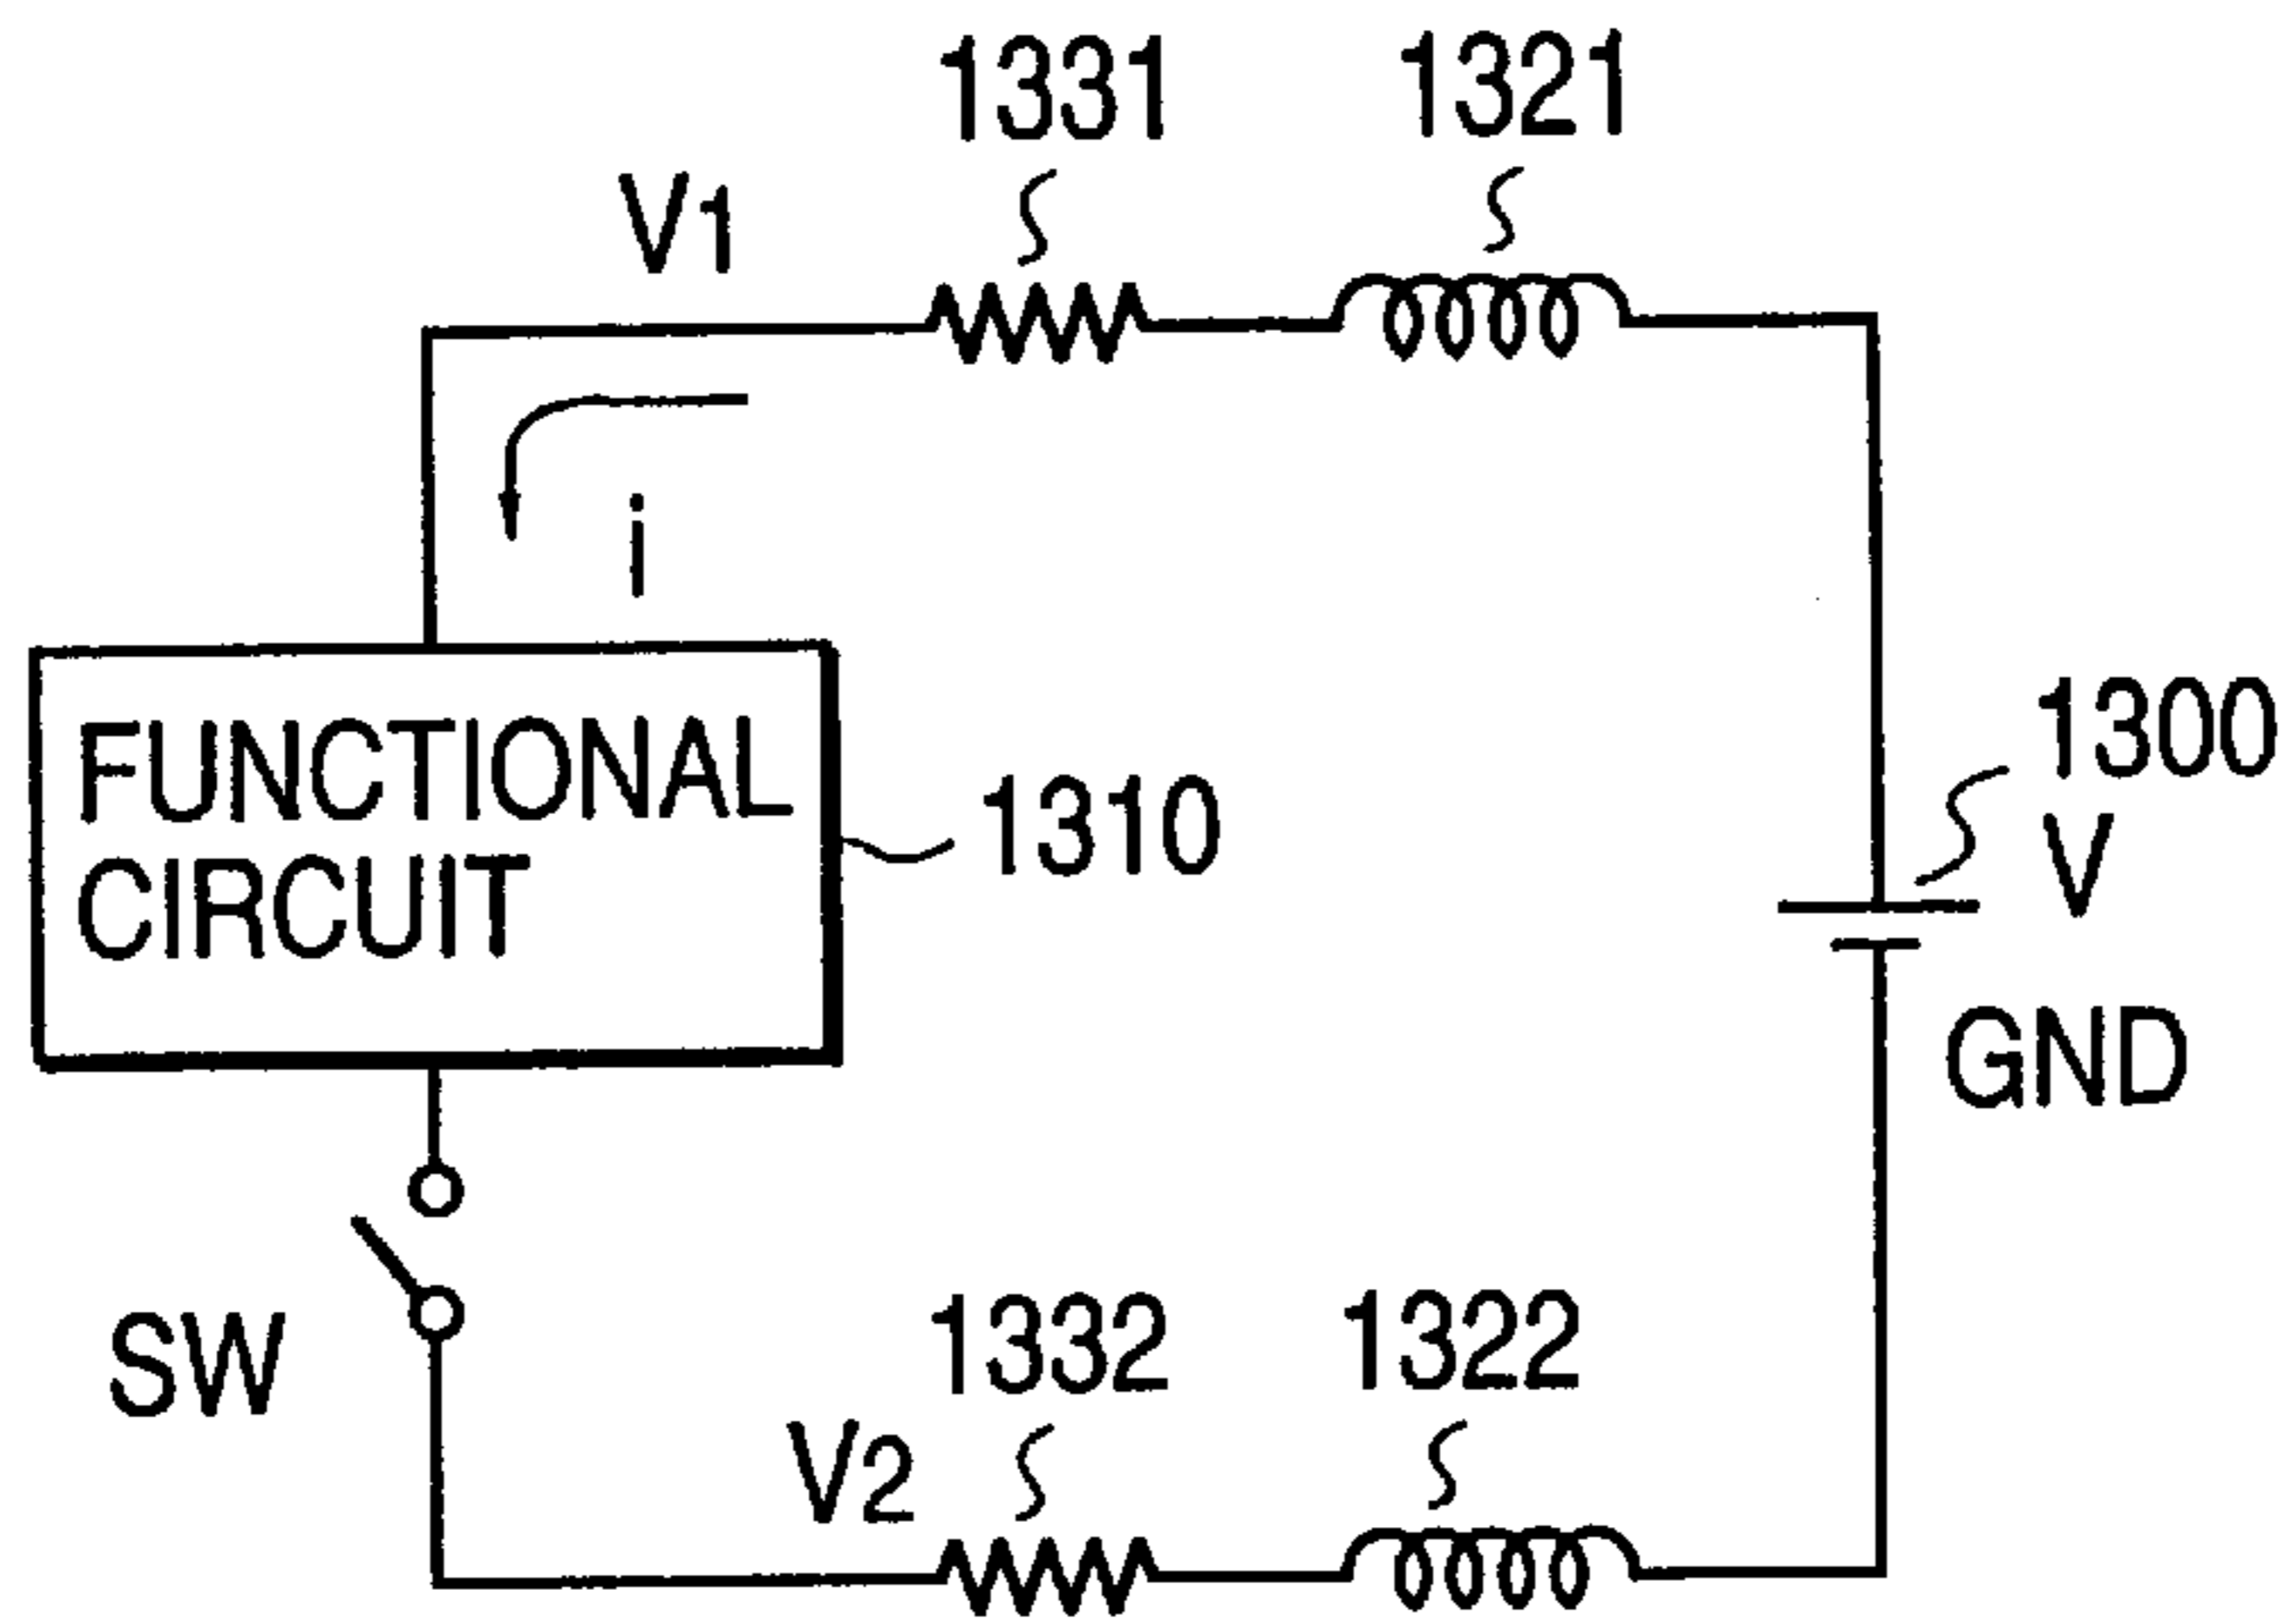 1331
1321
V1
i
FUNCTIONAL
CIRCUIT
1310
1300
V
GND
SW
1332
1322
V2